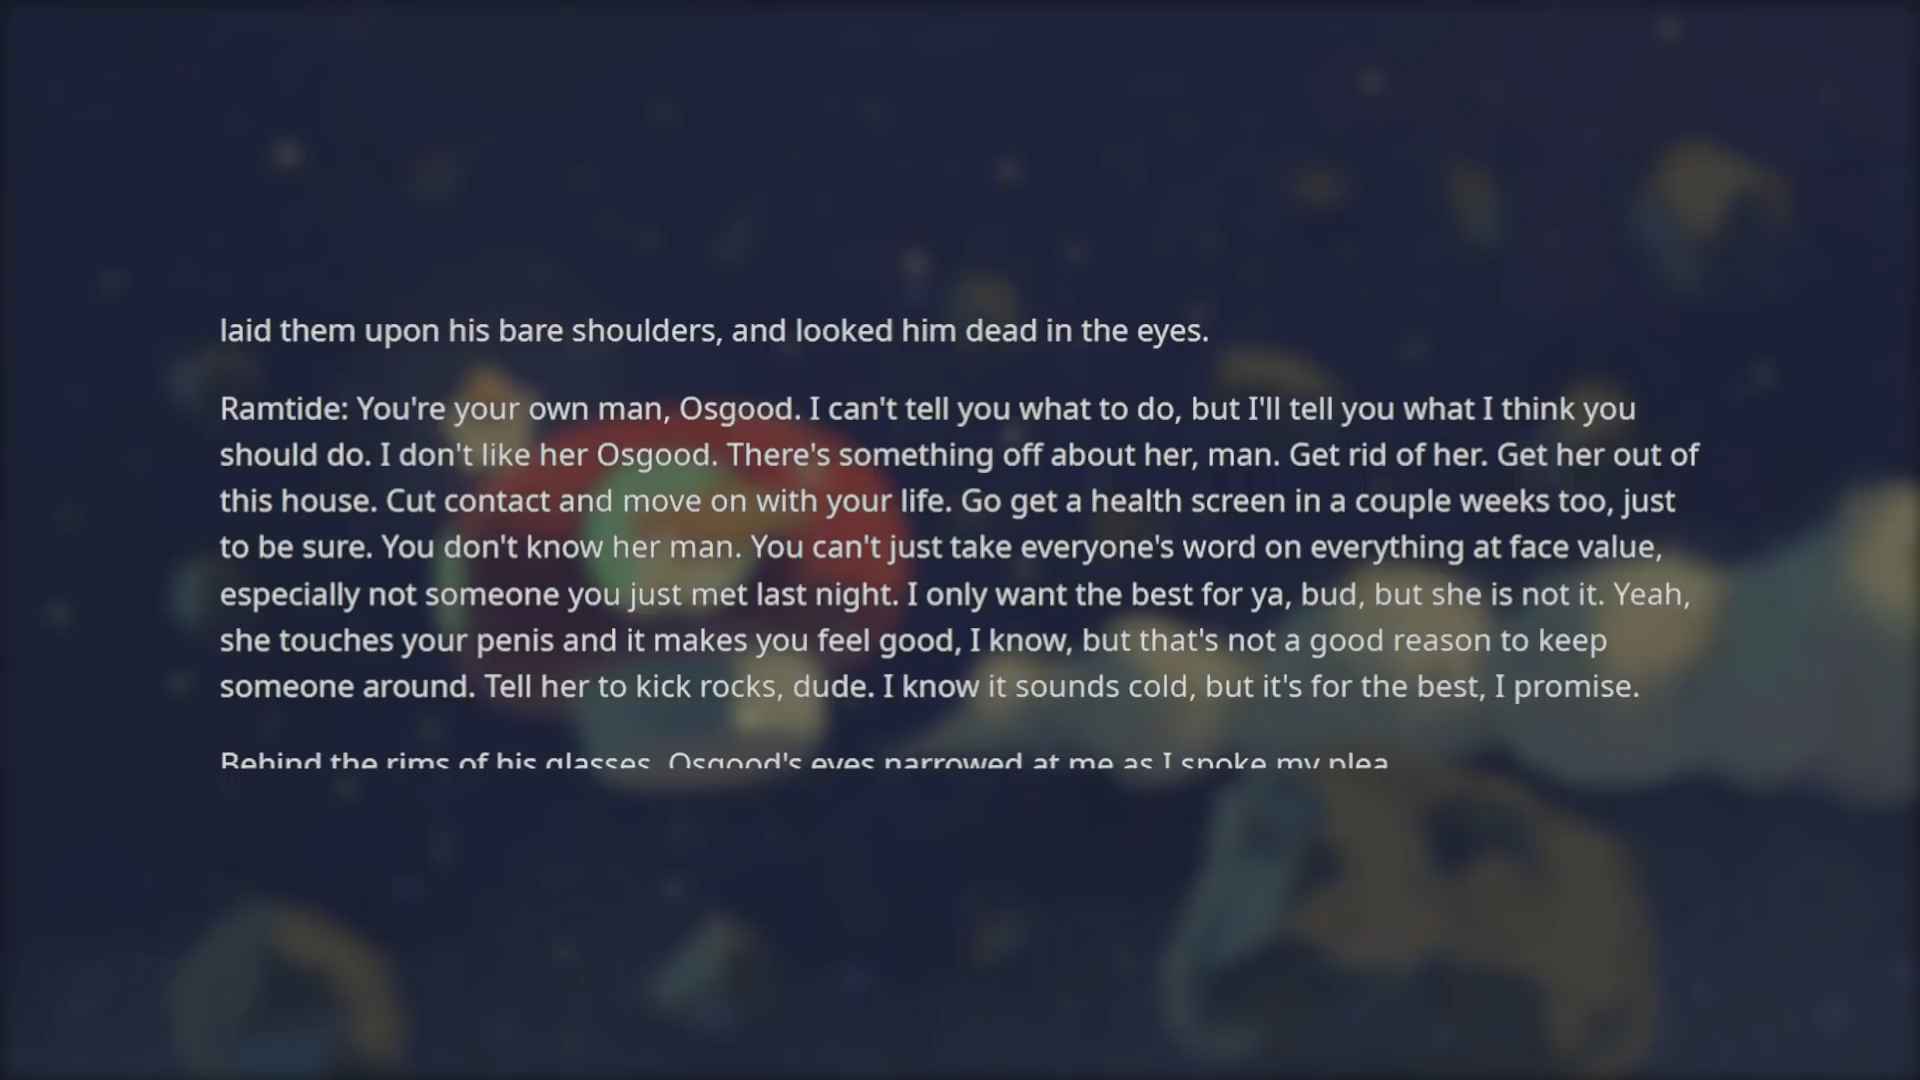 laid them upon his bare shoulders, and looked him dead in the eyes.
Ramtide: You're your own man, Osgood. I can't tell you what to do, but I'll tell you what I think you
should do. I don't like her Osgood. There's something off about her, man. Get rid of her. Get her out of
this house. Cut contact and move on with your life. Go get a health screen in a couple weeks too, just
to be sure. You don't know her man. You can't just take everyone's word on everything at face value,
especially not someone you just met last night. I only want the best for ya, bud, but she is not it. Yeah,
she touches your penis and it makes you feel good, I know, but that's not a good reason to keep
someone around. Tell her to kick rocks, dude. I know it sounds cold, but it's for the best, I promise.
Behind the rims of his glasses, Osgood's eyes narrowed at me as I spoke my plea